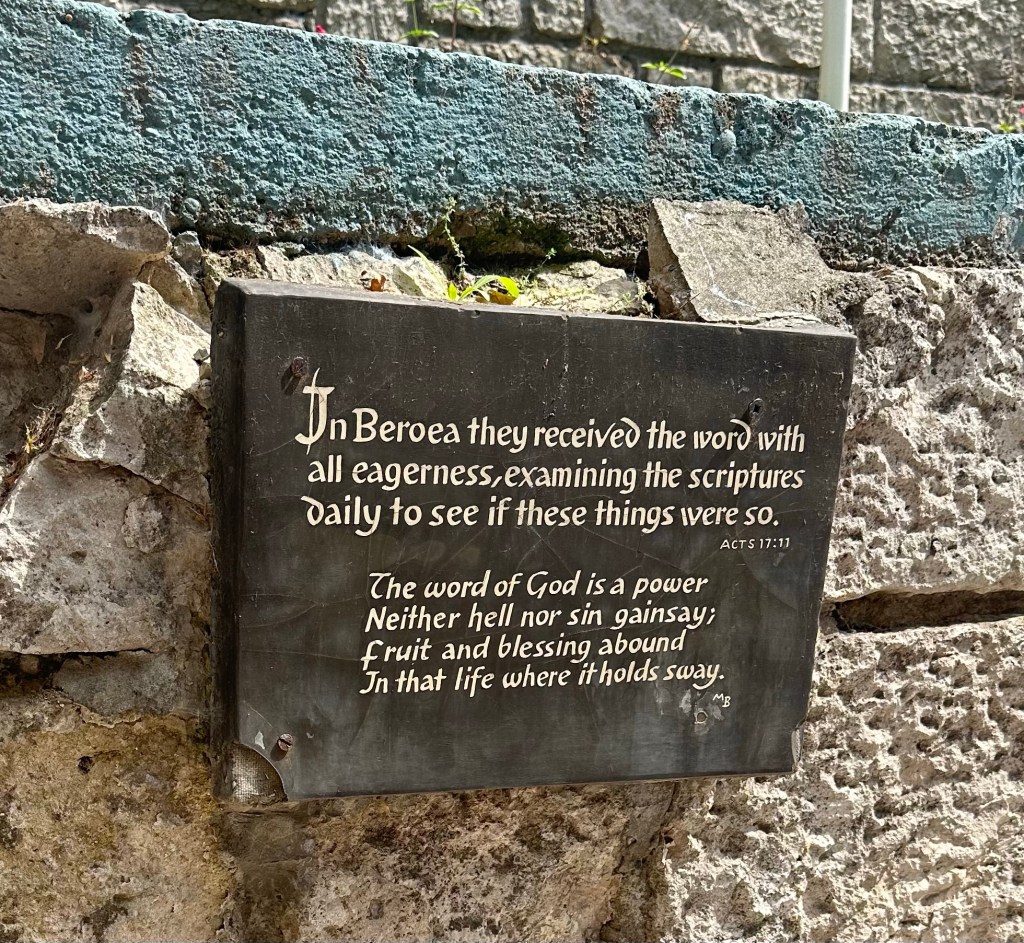 In Beroea they received the word with
all eagerness, examining the scriptures
daily to see if these things were so.
ACTS 17:11
The word of God is a power
Neither hell nor sin gainsay;
Fruit and blessing abound
In that life where it holds sway.
MB